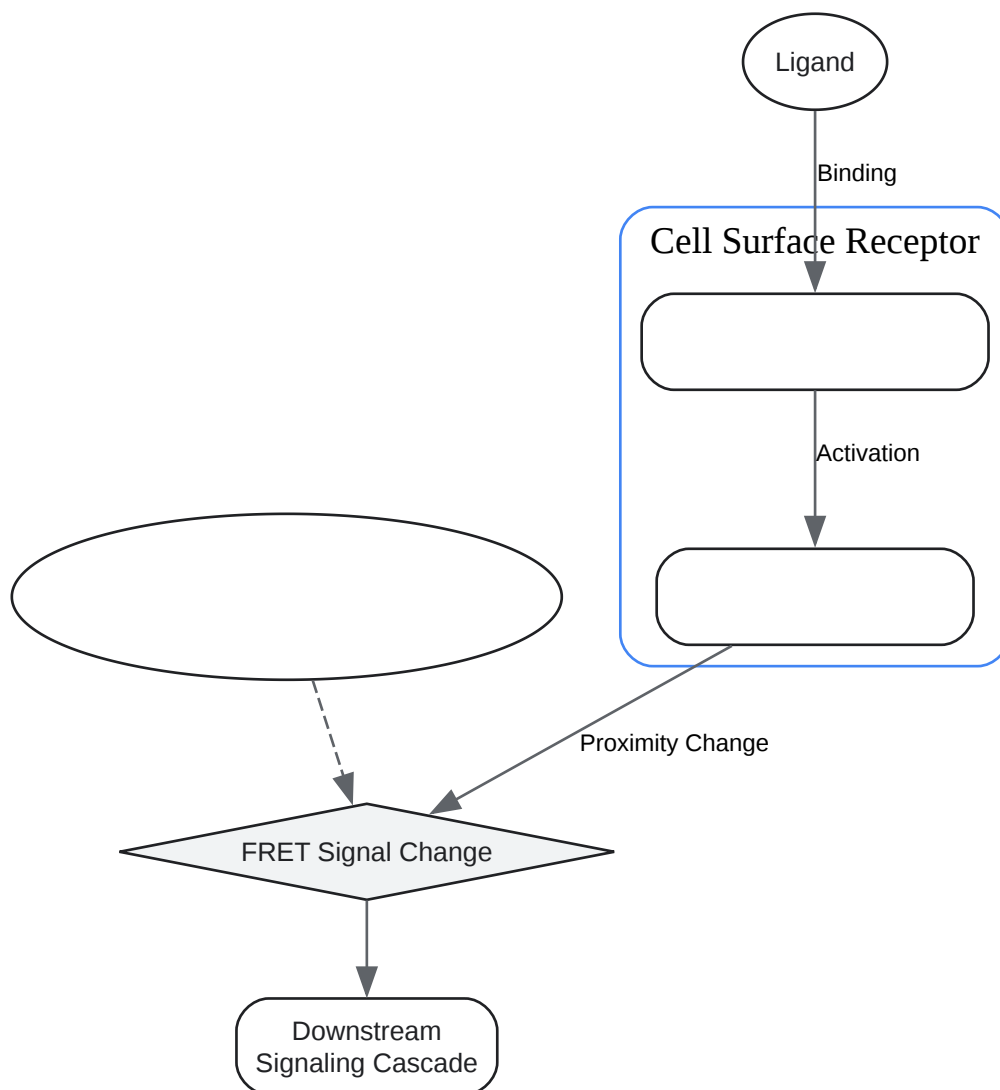 Ligand
Binding
Cell Surface Receptor
Activation
Proximity Change
FRET Signal Change
Downstream
Signaling Cascade